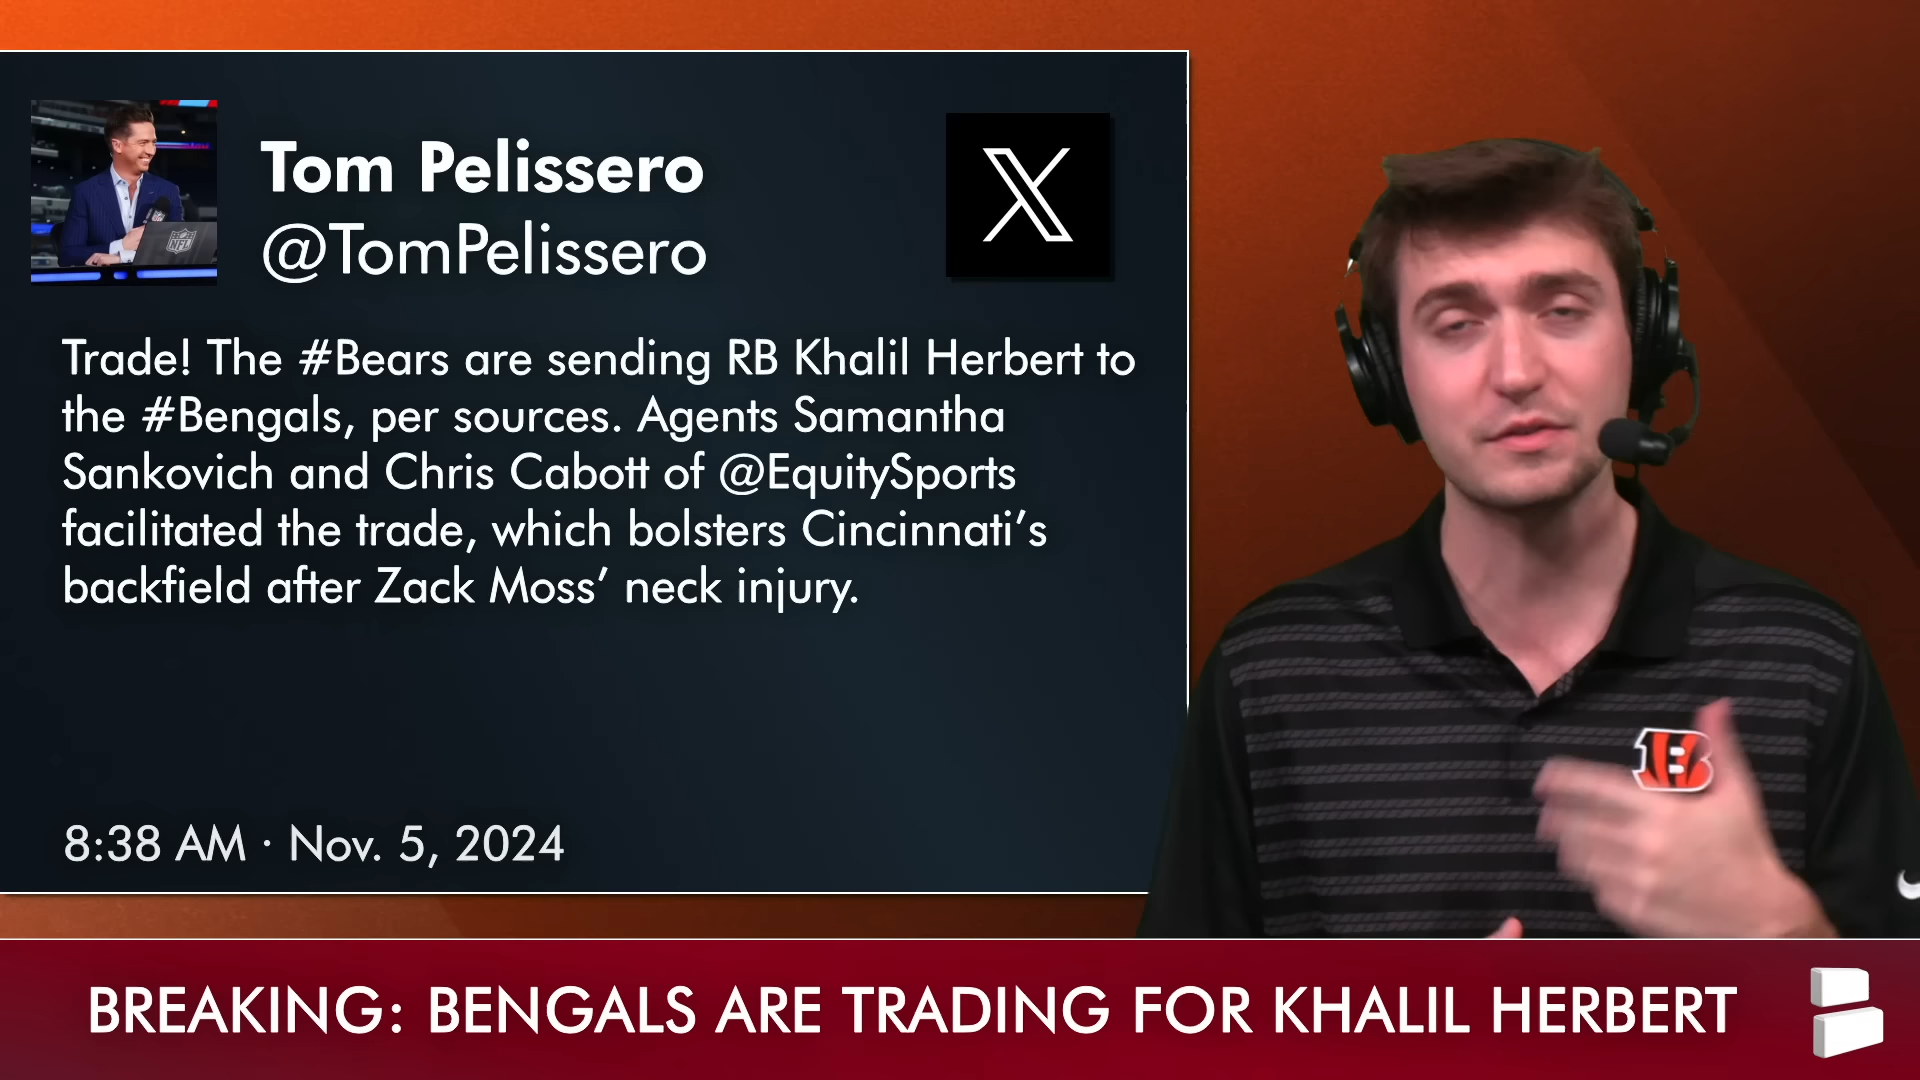 Tom Pelissero
@TomPelissero
Trade! The #Bears are sending RB Khalil Herbert to
the #Bengals, per sources. Agents Samantha
Sankovich and Chris Cabott of @EquitySports
facilitated the trade, which bolsters Cincinnati’s
backfield after Zack Moss’ neck injury.
8:38 AM · Nov. 5, 2024
B
NFL
BREAKING: BENGALS ARE TRADING FOR KHALIL HERBERT